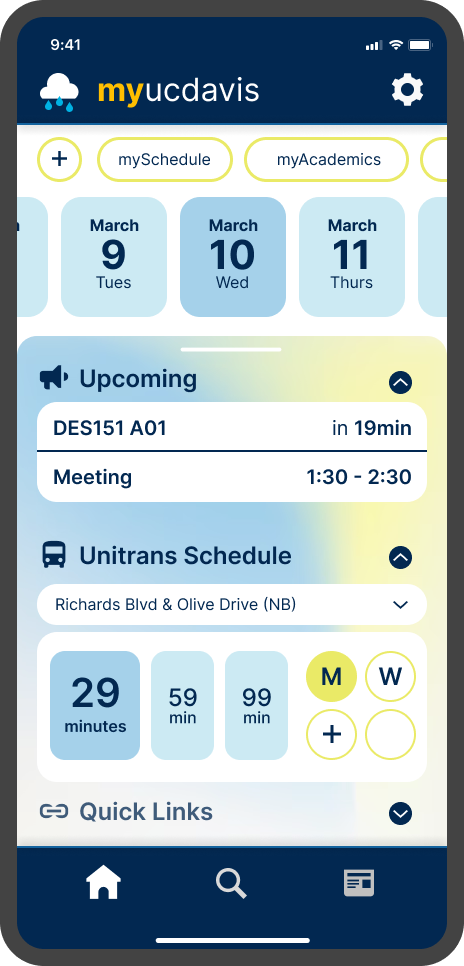 9:41
myucdavis
+ mySchedule myAcademics
March March March
9 10 11
Tues Wed Thurs
Upcoming
DES151 A01 in 19min
Meeting 1:30 - 2:30
Unitrans Schedule
Richards Blvd & Olive Drive (NB)
29 59 99 M W
minutes min min +
Quick Links